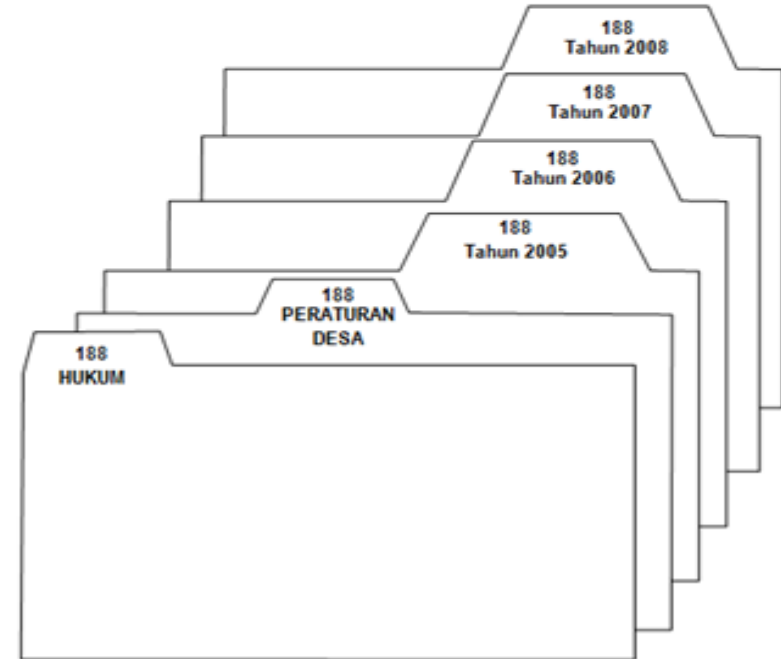 188
Tahun 2008
188
Tahun 2007
188
Tahun 2006
188
Tahun 2005
188
PERATURAN
DESA
188
HUKUM